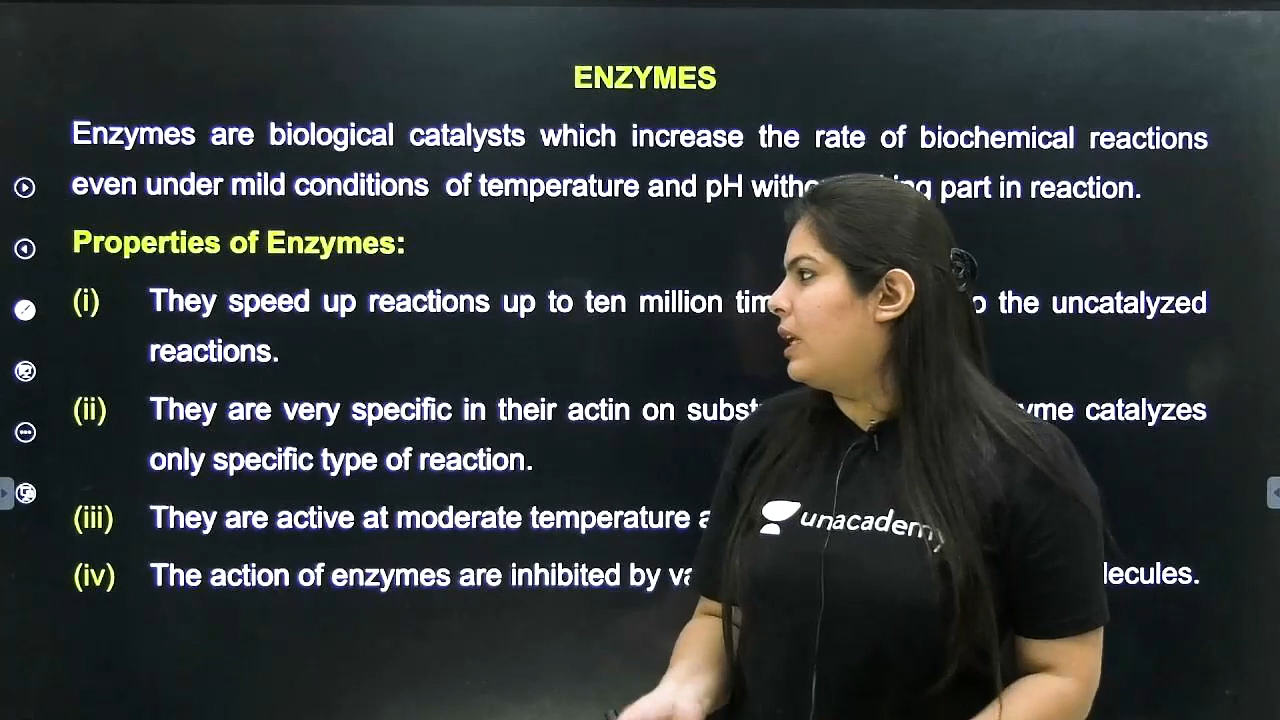 ENZYMES
Enzymes are biological catalysts which increase the rate of biochemical reactions
even under mild conditions of temperature and pH part in reaction.
Properties of Enzymes:
(i) They speed up reactions up to ten million the uncatalyzed
reactions.
(ii) They are very specific in their actin on catalyzes
only specific type of reaction.
(iii) They are active at moderate temperature
(iv) The action of enzymes are inhibited by
unacademy